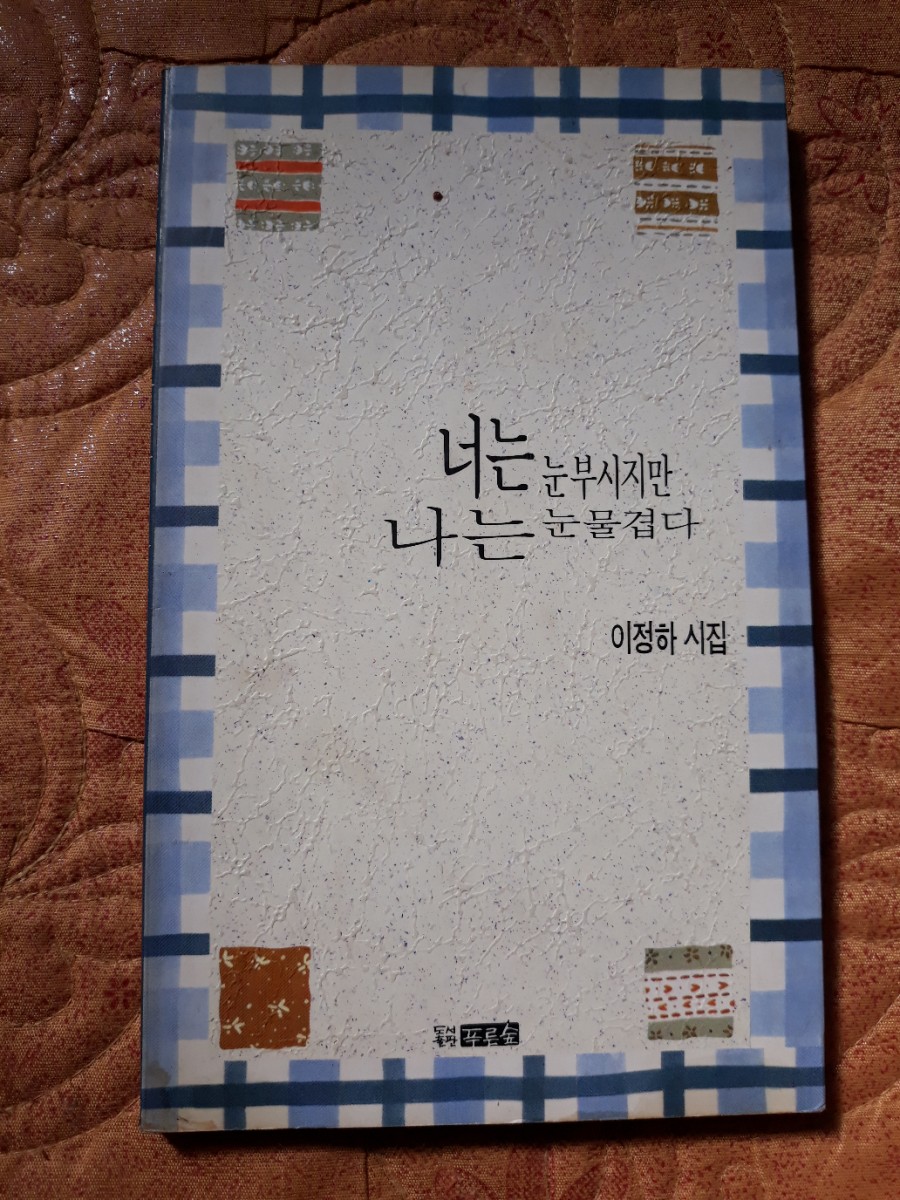 너는 눈부시지만
나는 눈물겹다
이정하 시집
도서출판 푸른숲